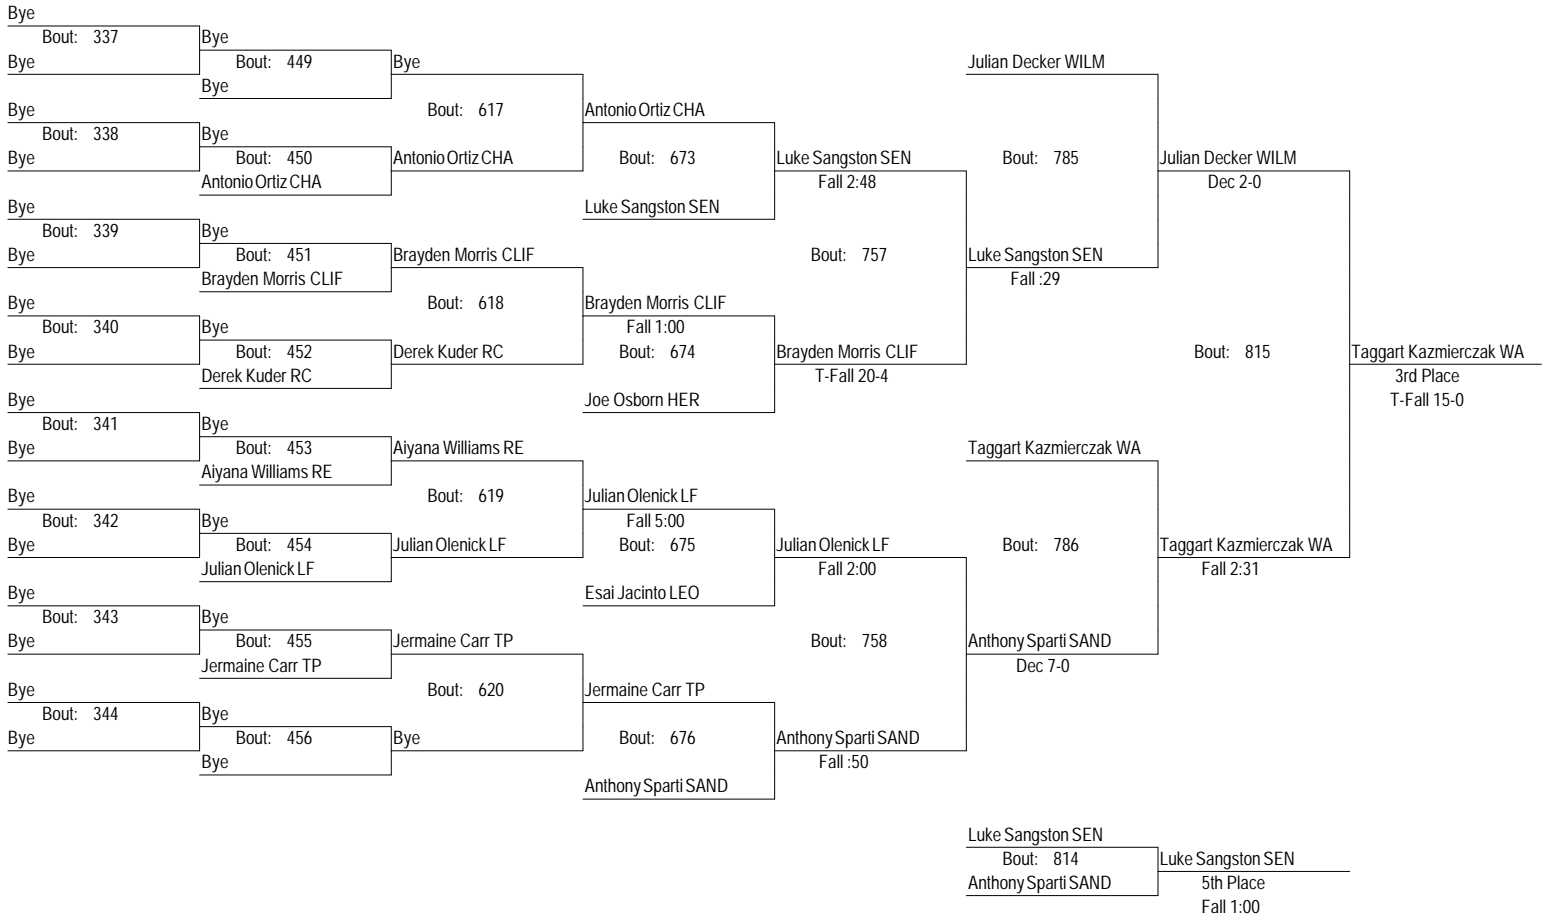 Bye
Bout: 337 Bye
Bye Bout: 449 Bye Julian Decker WILM
Bye
Bye Bout: 617 Antonio Ortiz CHA
Bout: 338 Bye
Bye Bout: 450 Antonio Ortiz CHA Bout: 673 Luke Sangston SEN Bout: 785 Julian Decker WILM
Antonio Ortiz CHA Fall 2:48 Dec 2-0
Bye Luke Sangston SEN
Bout: 339 Bye
Bye Bout: 451 Brayden Morris CLIF Bout: 757 Luke Sangston SEN
Brayden Morris CLIF Fall :29
Bye Bout: 618 Brayden Morris CLIF
Bout: 340 Bye Fall 1:00
Bye Bout: 452 Derek Kuder RC Bout: 674 Brayden Morris CLIF Bout: 815 Taggart Kazmierczak WA
Derek Kuder RC T-Fall 20-4 3rd Place
Bye Joe Osborn HER T-Fall 15-0
Bout: 341 Bye
Bye Bout: 453 Aiyana Williams RE Taggart Kazmierczak WA
Aiyana Williams RE
Bye Bout: 619 Julian Olenick LF
Bout: 342 Bye Fall 5:00
Bye Bout: 454 Julian Olenick LF Bout: 675 Julian Olenick LF Bout: 786 Taggart Kazmierczak WA
Julian Olenick LF Fall 2:00 Fall 2:31
Bye Esai Jacinto LEO
Bout: 343 Bye
Bye Bout: 455 Jermaine Carr TP Bout: 758 Anthony Sparti SAND
Jermaine Carr TP Dec 7-0
Bye Bout: 620 Jermaine Carr TP
Bout: 344 Bye
Bye Bout: 456 Bye Bout: 676 Anthony Sparti SAND
Bye Fall :50
Anthony Sparti SAND
Luke Sangston SEN
Bout: 814 Luke Sangston SEN
Anthony Sparti SAND 5th Place
Fall 1:00